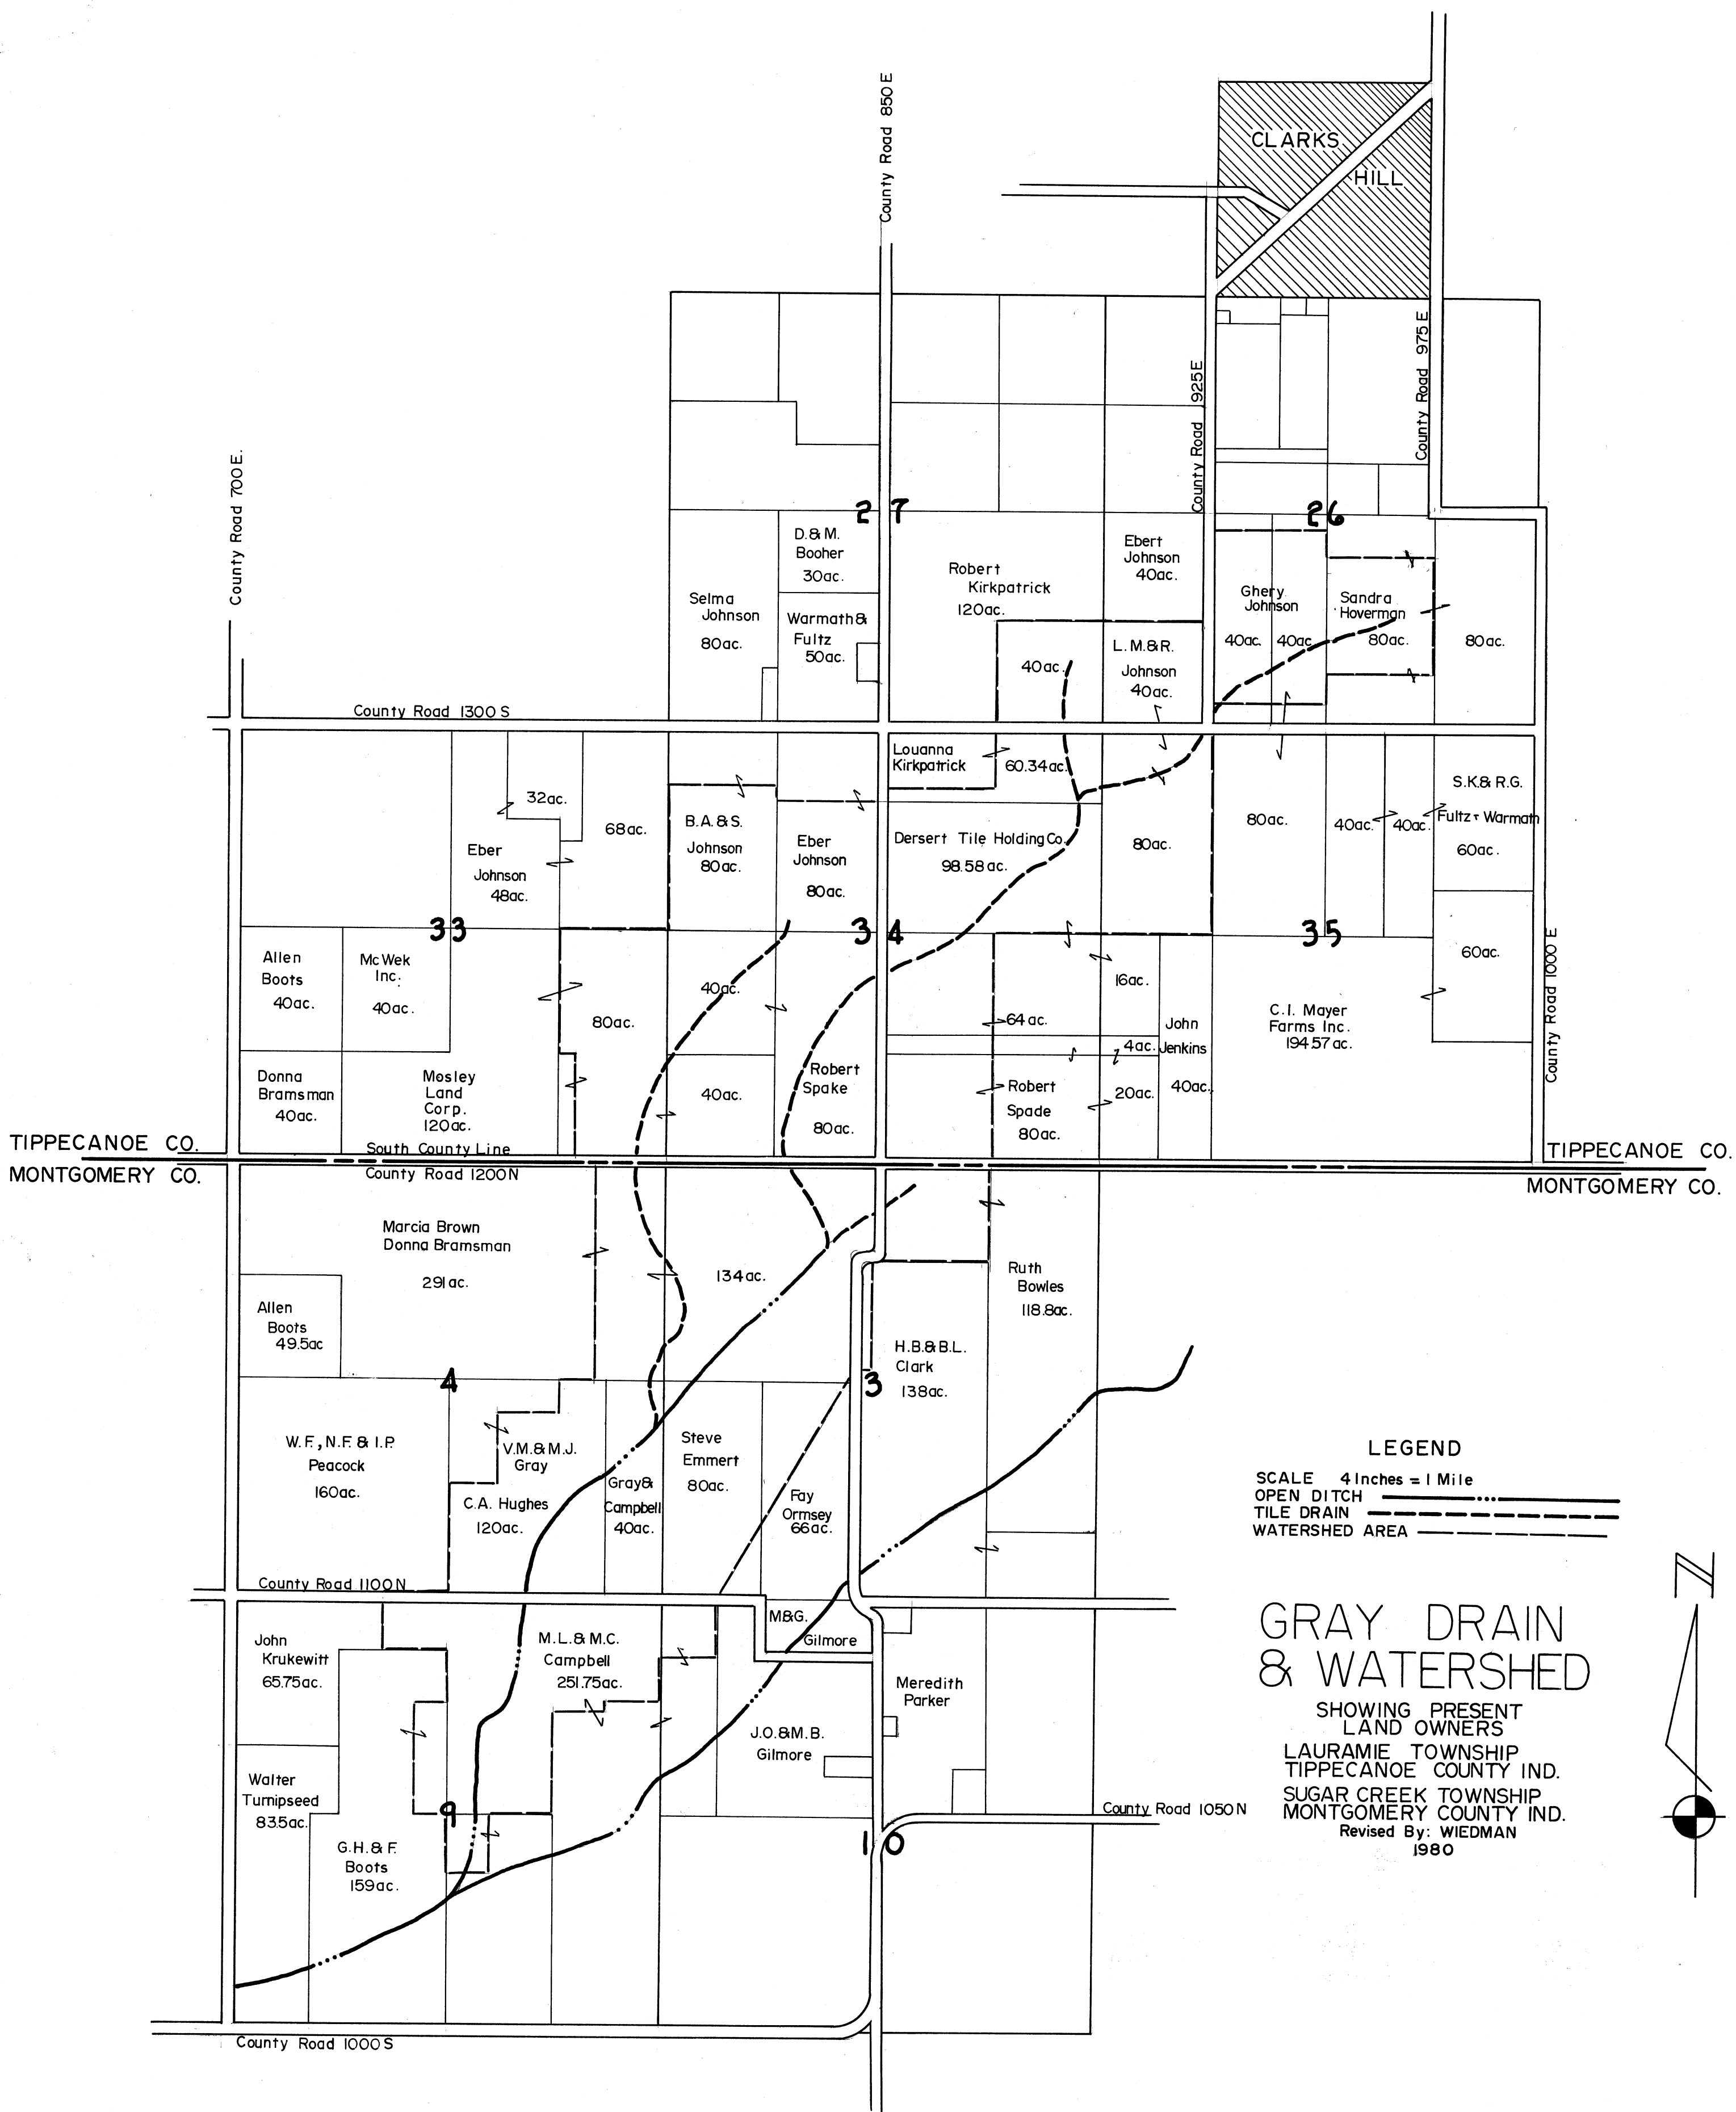 County Road 850 E
CLARKS
HILL
County Road 975 E
County Road 925E
County Road 700 E.
27
26
D.& M.
Booher
30ac.
Ebert
Johnson
40ac.
Robert
Kirkpatrick
120ac.
Selma
Johnson
80ac.
Warmath &
Fultz
50ac.
Ghery
Johnson
40ac.
40ac.
Sandra
Hoverman
80ac.
80ac.
40ac.
L. M.& R.
Johnson
40ac.
County Road 1300 S
Louanna
Kirkpatrick
60.34ac.
32ac.
68ac.
Eber
Johnson
48ac.
B.A. & S.
Johnson
80ac.
Eber
Johnson
80ac.
Dersert Tile Holding Co.
98.58ac.
80ac.
80ac.
40ac.
40ac.
S.K.& R.G.
Fultz & Warmath
60ac.
33
34
35
Allen
Boots
40ac.
McWek
Inc.
40ac.
80ac.
40ac.
16ac.
64ac.
4ac.
John
Jenkins
40ac.
C.I. Mayer
Farms Inc.
194.57ac.
60ac.
County Road 1000 E
Donna
Bramsman
40ac.
Mosley
Land
Corp.
120ac.
40ac.
Robert
Spake
80ac.
Robert
Spade
80ac.
20ac.
TIPPECANOE CO.
South County Line
TIPPECANOE CO.
MONTGOMERY CO.
County Road 1200N
MONTGOMERY CO.
Marcia Brown
Donna Bramsman
291ac.
134ac.
Ruth
Bowles
118.8ac.
Allen
Boots
49.5ac
H.B.& B.L.
Clark
138ac.
4
3
W.F., N.F. & I.P.
Peacock
160ac.
V.M.& M.J.
Gray
C.A. Hughes
120ac.
Gray &
Campbell
40ac.
Steve
Emmert
80ac.
Fay
Ormsey
66ac.
LEGEND
SCALE 4 Inches = 1 Mile
OPEN DITCH
TILE DRAIN
WATERSHED AREA
County Road 1100 N
N
John
Krukewitt
65.75ac.
M.L.& M.C.
Campbell
251.75ac.
M.&G.
Gilmore
Meredith
Parker
J.O.&M.B.
Gilmore
GRAY DRAIN
& WATERSHED
SHOWING PRESENT
LAND OWNERS
LAURAMIE TOWNSHIP
TIPPECANOE COUNTY IND.
SUGAR CREEK TOWNSHIP
MONTGOMERY COUNTY IND.
Revised By: WIEDMAN
1980
Walter
Turnipseed
83.5ac.
9
10
County Road 1050 N
G.H.& F.
Boots
159ac.
County Road 1000 S